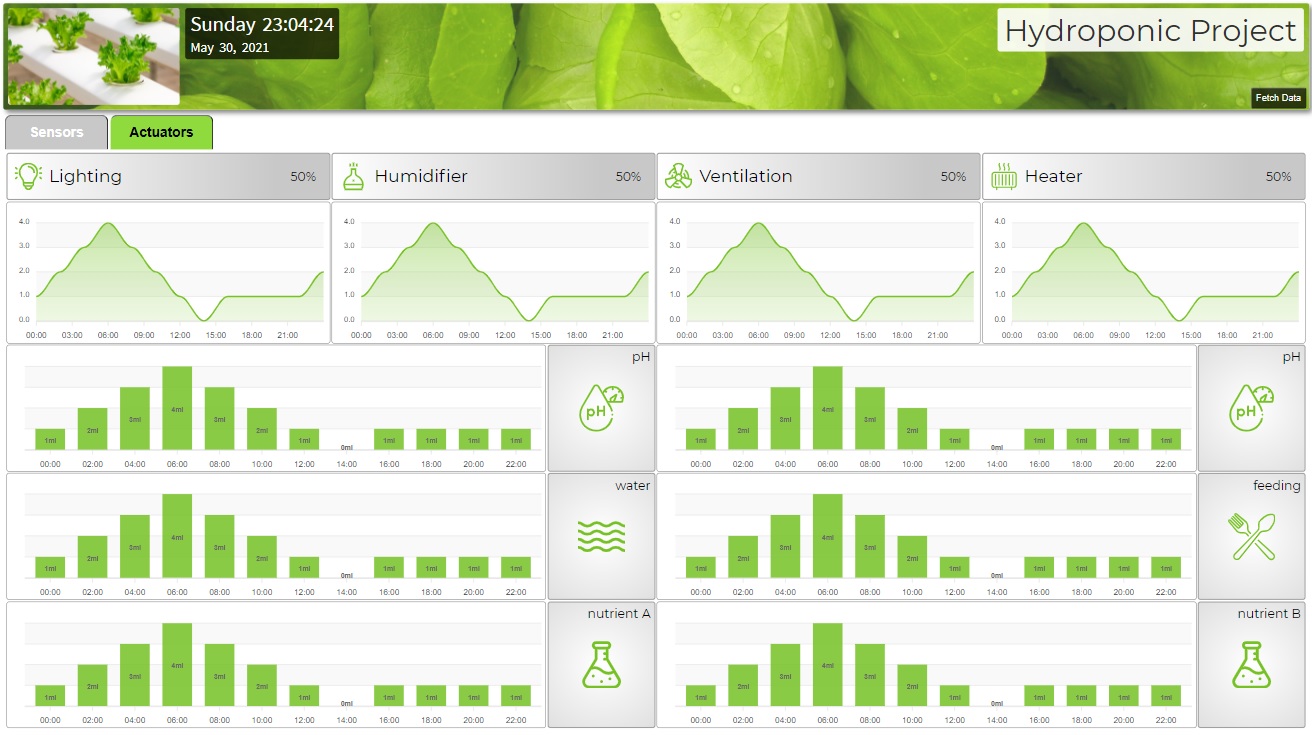 Sunday 23:04:24
May 30, 2021
Hydroponic Project
Fetch Data
Sensors Actuators
Lighting 50% Humidifier 50% Ventilation 50% Heater 50%
4.0 4.0 4.0 4.0
3.0 3.0 3.0 3.0
2.0 2.0 2.0 2.0
1.0 1.0 1.0 1.0
0.0 0.0 0.0 0.0
00:00 03:00 06:00 09:00 12:00 15:00 18:00 21:00 00:00 03:00 06:00 09:00 12:00 15:00 18:00 21:00 00:00 03:00 06:00 09:00 12:00 15:00 18:00 21:00 00:00 03:00 06:00 09:00 12:00 15:00 18:00 21:00
pH pH
1ml 2ml 3ml 4ml 3ml 2ml 1ml 0ml 1ml 1ml 1ml 1ml pH 1ml 2ml 3ml 4ml 3ml 2ml 1ml 0ml 1ml 1ml 1ml 1ml pH
00:00 02:00 04:00 06:00 08:00 10:00 12:00 14:00 16:00 18:00 20:00 22:00 00:00 02:00 04:00 06:00 08:00 10:00 12:00 14:00 16:00 18:00 20:00 22:00
water feeding
1ml 2ml 3ml 4ml 3ml 2ml 1ml 0ml 1ml 1ml 1ml 1ml 1ml 2ml 3ml 4ml 3ml 2ml 1ml 0ml 1ml 1ml 1ml 1ml
00:00 02:00 04:00 06:00 08:00 10:00 12:00 14:00 16:00 18:00 20:00 22:00 00:00 02:00 04:00 06:00 08:00 10:00 12:00 14:00 16:00 18:00 20:00 22:00
nutrient A nutrient B
1ml 2ml 3ml 4ml 3ml 2ml 1ml 0ml 1ml 1ml 1ml 1ml 1ml 2ml 3ml 4ml 3ml 2ml 1ml 0ml 1ml 1ml 1ml 1ml
00:00 02:00 04:00 06:00 08:00 10:00 12:00 14:00 16:00 18:00 20:00 22:00 00:00 02:00 04:00 06:00 08:00 10:00 12:00 14:00 16:00 18:00 20:00 22:00